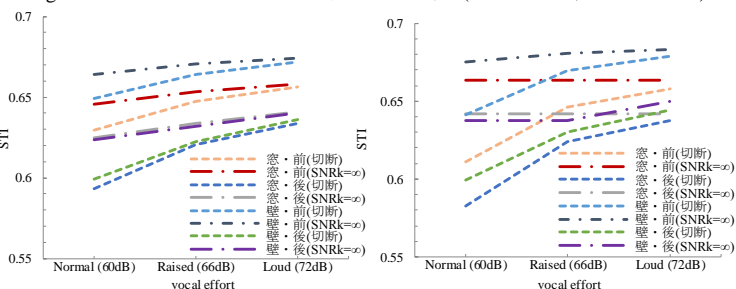 0.7
0.65
0.6
0.55
STI
Normal (60dB)
Raised (66dB)
Loud (72dB)
vocal effort
窓・前(切断)
窓・前(SNRk=∞)
窓・後(切断)
窓・後(SNRk=∞)
壁・前(切断)
壁・前(SNRk=∞)
壁・後(切断)
壁・後(SNRk=∞)
0.7
0.65
0.6
0.55
STI
Normal (60dB)
Raised (66dB)
Loud (72dB)
vocal effort
窓・前(切断)
窓・前(SNRk=∞)
窓・後(切断)
窓・後(SNRk=∞)
壁・前(切断)
壁・前(SNRk=∞)
壁・後(切断)
壁・後(SNRk=∞)